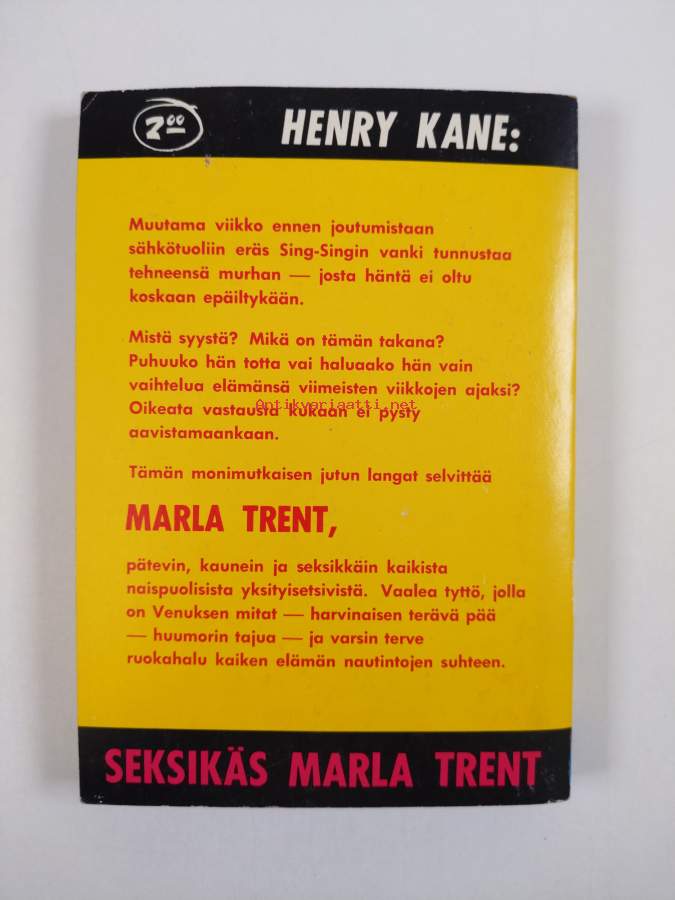 2⁰⁰
HENRY KANE:
Muutama viikko ennen joutumistaan
sähkötuoliin eräs Sing-Singin vanki tunnustaa
tehneensä murhan — josta häntä ei oltu
koskaan epäiltykään.
Mistä syystä? Mikä on tämän takana?
Puhuuko hän totta vai haluaako hän vain
vaihtelua elämänsä viimeisten viikkojen ajaksi?
Antikvariaatti.net
Oikeata vastausta kukaan ei pysty
aavistamaankaan.
Tämän monimutkaisen jutun langat selvittää
MARLA TRENT,
pätevin, kaunein ja seksikkäin kaikista
naispuolisista yksityisetsivistä. Vaalea tyttö, jolla
on Venuksen mitat — harvinaisen terävä pää
— huumorin tajua — ja varsin terve
ruokahalu kaiken elämän nautintojen suhteen.
SEKSIKÄS MARLA TRENT